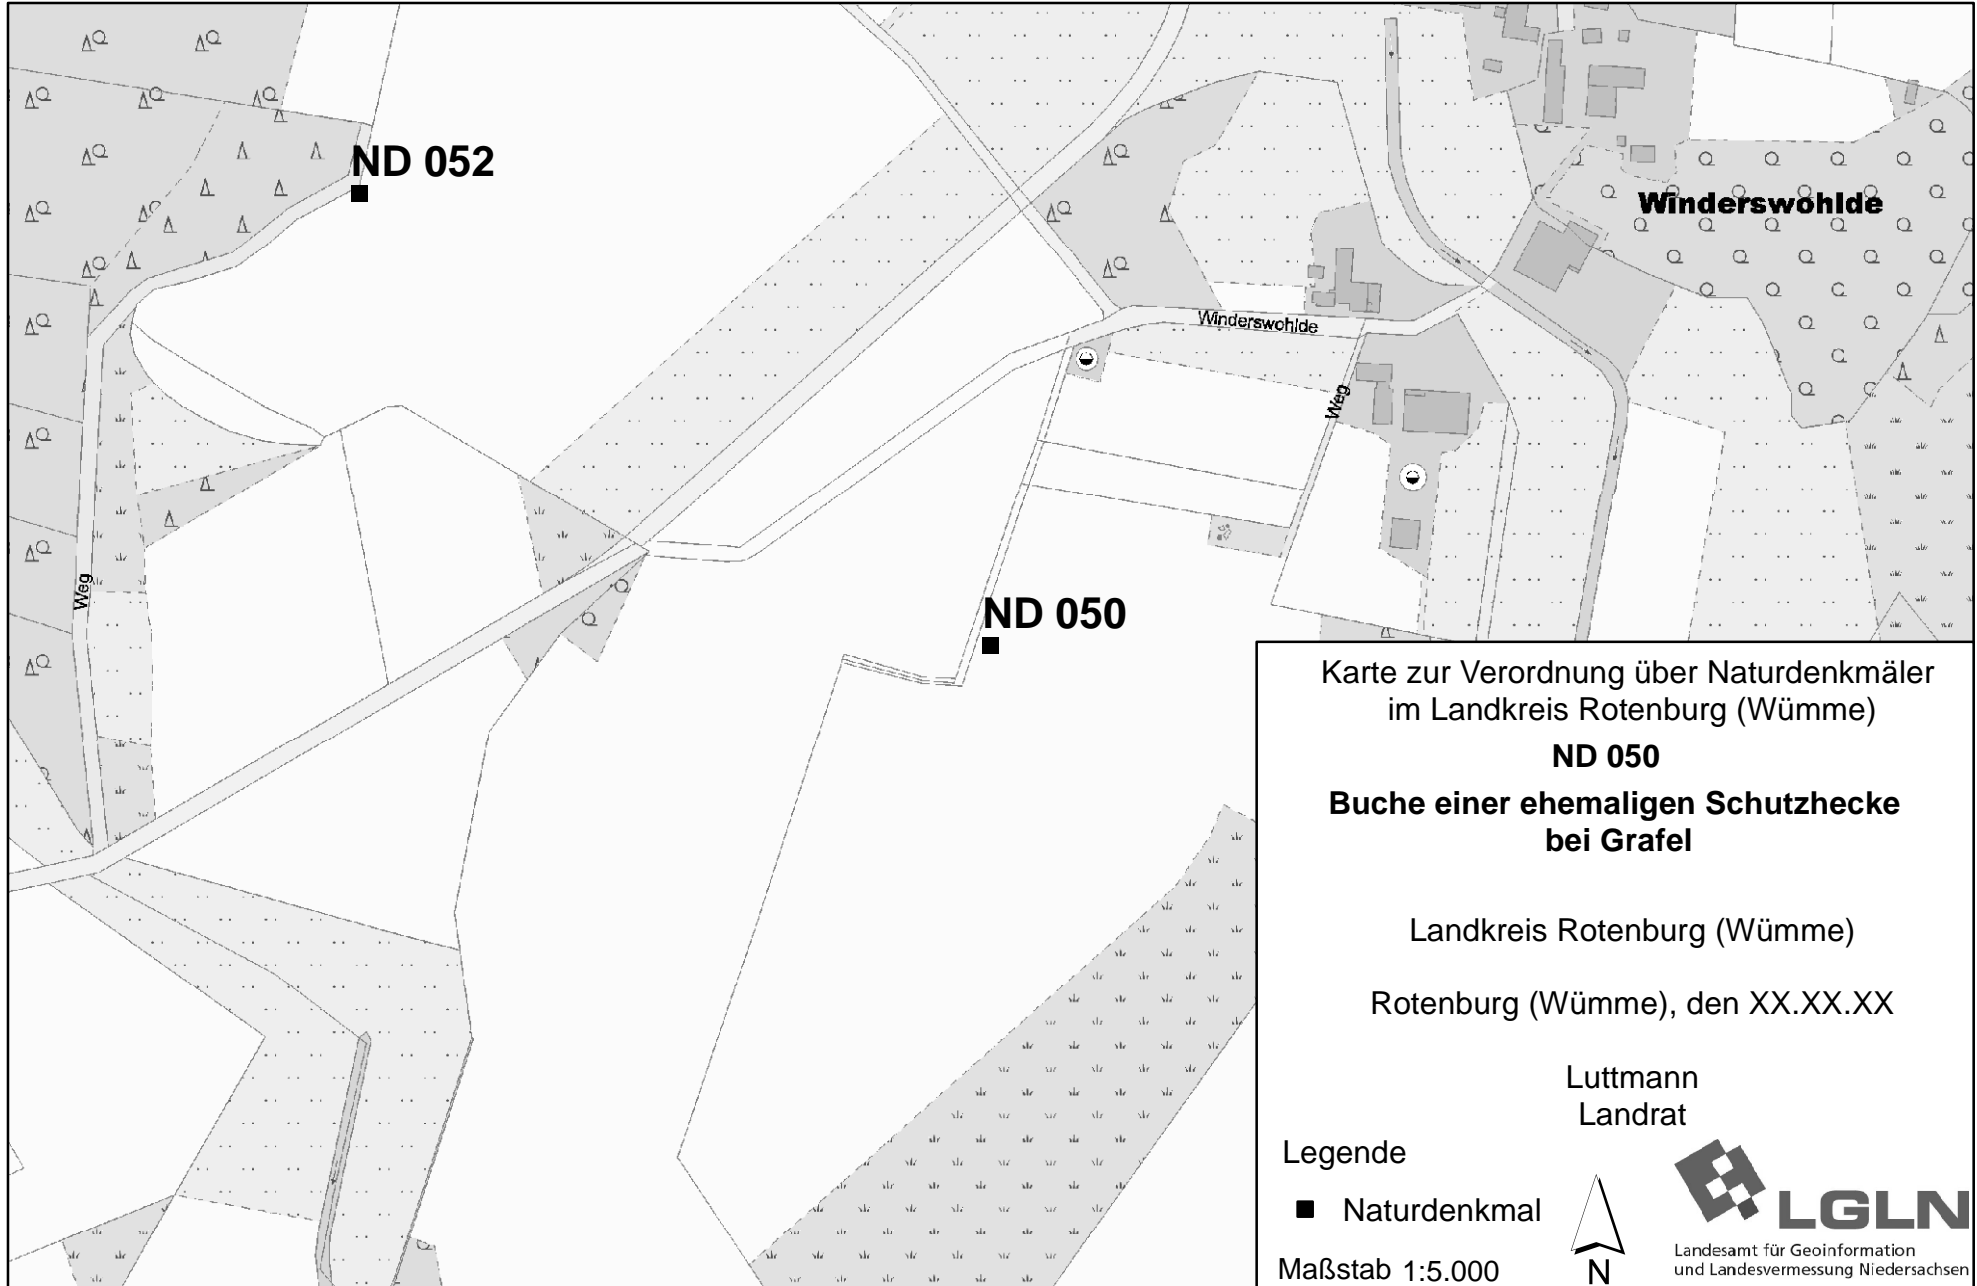 ND 052
Winderswohlde
Winderswohlde
Weg
Weg
ND 050
Karte zur Verordnung über Naturdenkmäler
im Landkreis Rotenburg (Wümme)
ND 050
Buche einer ehemaligen Schutzhecke
bei Grafel
Landkreis Rotenburg (Wümme)
Rotenburg (Wümme), den XX.XX.XX
Luttmann
Landrat
Legende
Naturdenkmal
Maßstab 1:5.000
N
LGLN
Landesamt für Geoinformation
und Landesvermessung Niedersachsen